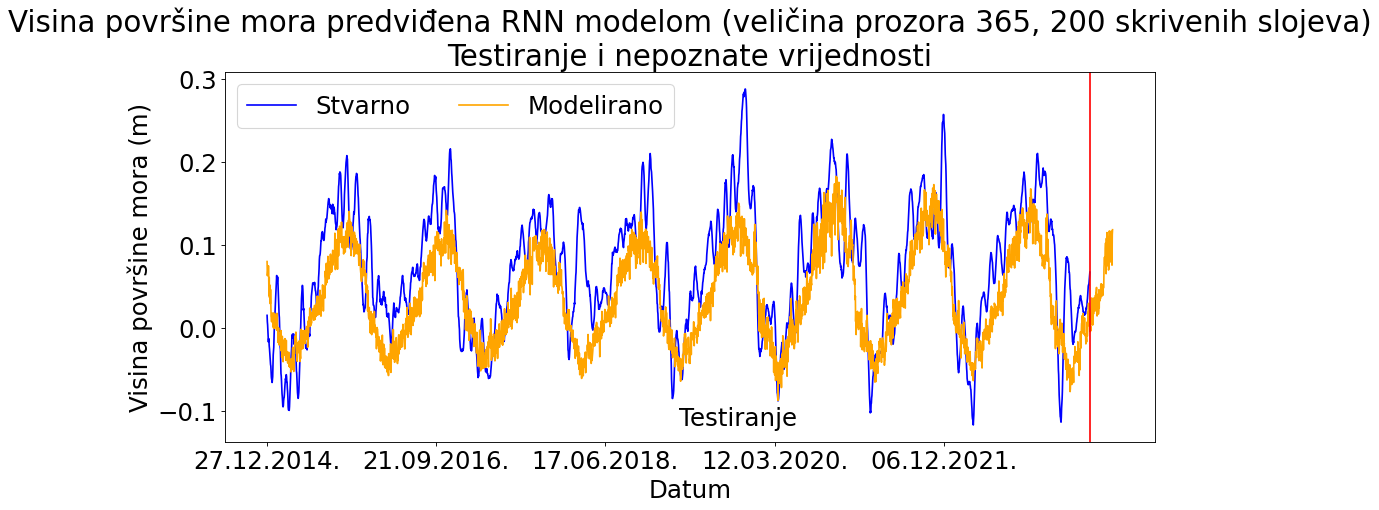 Visina površine mora predviđena RNN modelom (veličina prozora 365, 200 skrivenih slojeva)
Testiranje i nepoznate vrijednosti
Stvarno
Modelirano
Visina površine mora (m)
0.3
0.2
0.1
0.0
−0.1
Testiranje
27.12.2014. 21.09.2016. 17.06.2018. 12.03.2020. 06.12.2021.
Datum